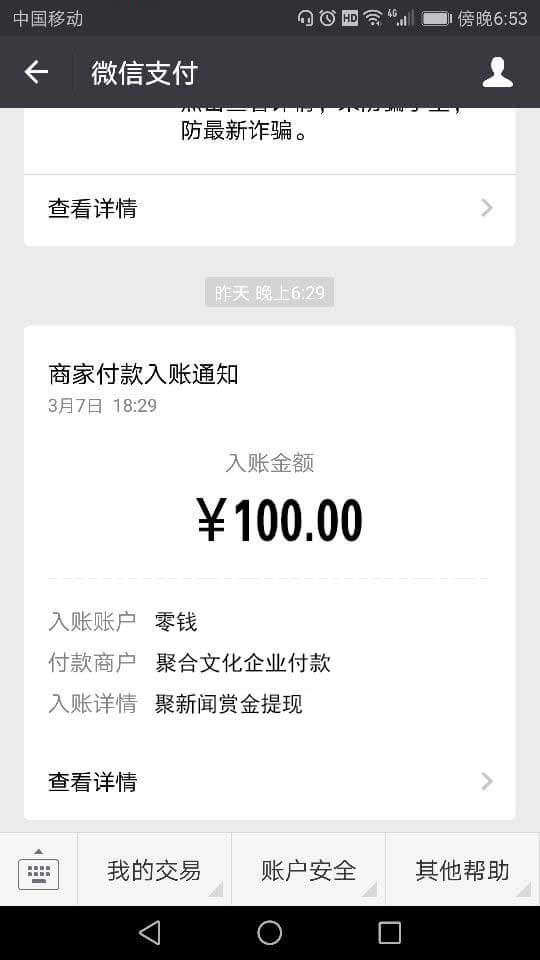 中国移动 HD 4G 傍晚6:53
微信支付
防最新诈骗。
查看详情
昨天 晚上6:29
商家付款入账通知
3月7日 18:29
入账金额
¥100.00
入账账户 零钱
付款商户 聚合文化企业付款
入账详情 聚新闻赏金提现
查看详情
我的交易 账户安全 其他帮助